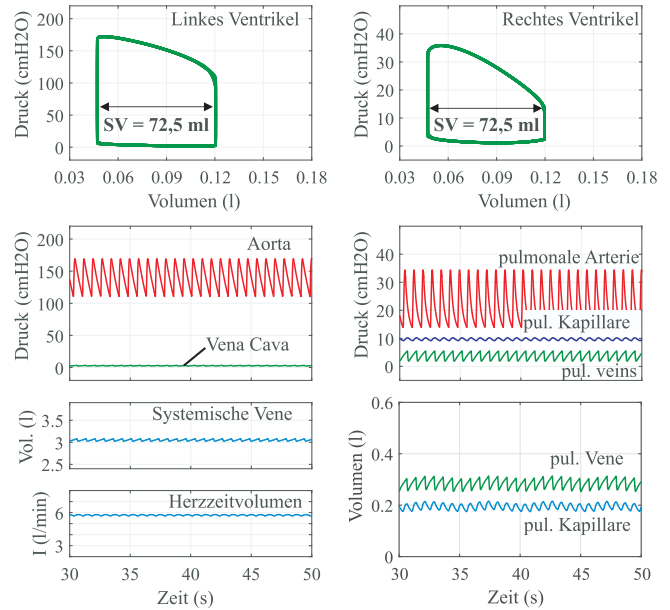 Linkes Ventrikel
Druck (cmH2O)
200
150
100
50
0
SV = 72,5 ml
0.03 0.06 0.09 0.12 0.15 0.18
Volumen (l)
Rechtes Ventrikel
Druck (cmH2O)
40
30
20
10
0
SV = 72,5 ml
0.03 0.06 0.09 0.12 0.15 0.18
Volumen (l)
Aorta
Druck (cmH2O)
200
150
100
50
0
Vena Cava
pulmonale Arterie
Druck (cmH2O)
40
30
20
10
0
pul. Kapillare
pul. veins
Systemische Vene
Vol. (l)
3.5
3
2.5
Herzzeitvolumen
I (l/min)
6
3
30 35 40 45 50
Zeit (s)
Volumen (l)
0.6
0.4
0.2
0
pul. Vene
pul. Kapillare
30 35 40 45 50
Zeit (s)